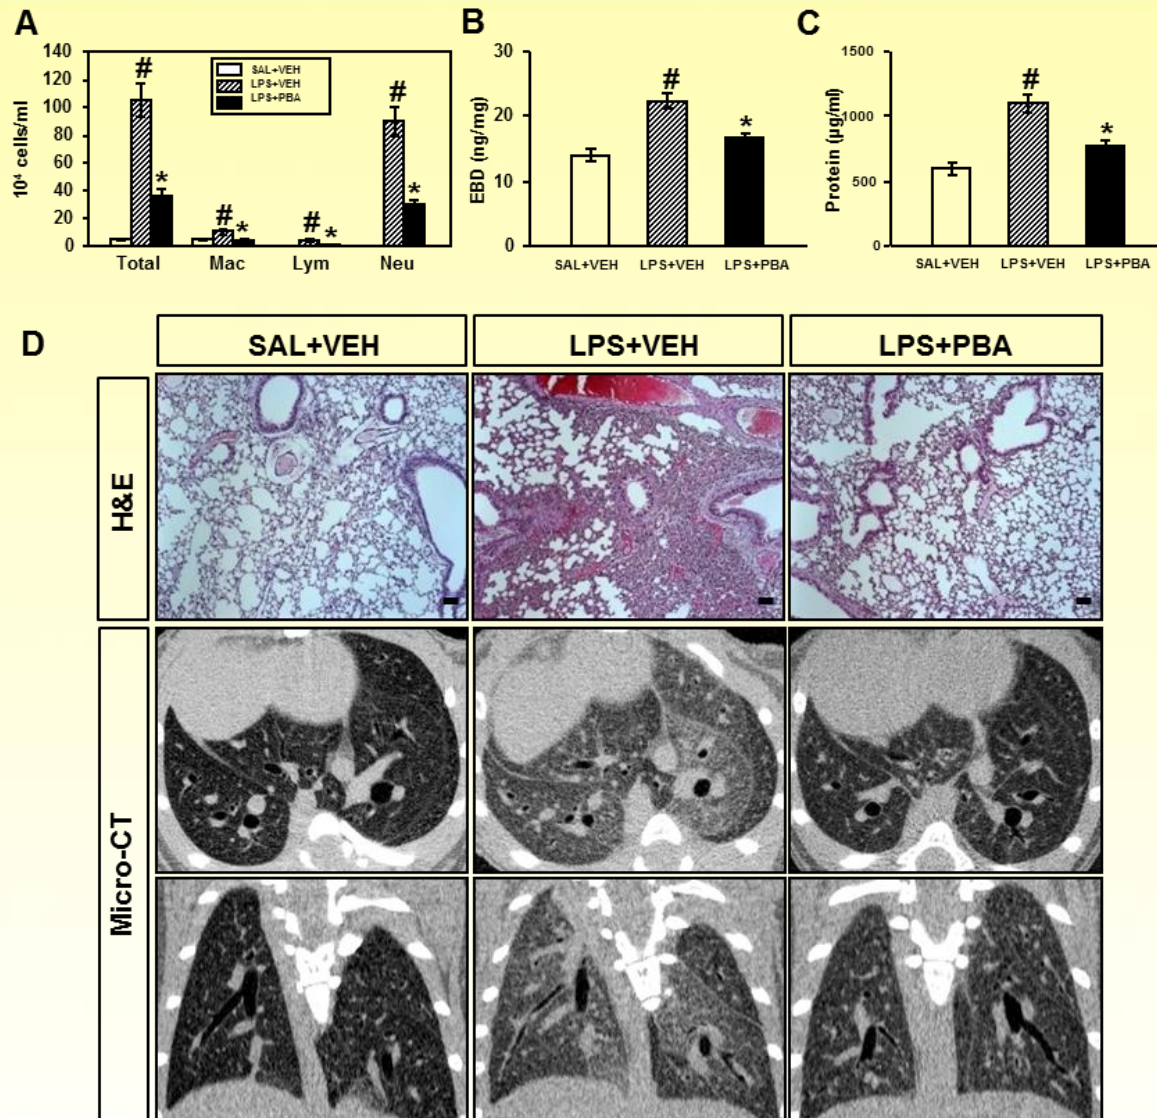 A
140
120
100
80
60
40
20
0
10⁴ cells/ml
#
*
#
*
#
*
#
*
SAL+VEH
LPS+VEH
LPS+PBA
Total Mac Lym Neu
B
30
20
10
0
EBD (ng/mg)
#
*
SAL+VEH LPS+VEH LPS+PBA
C
1500
1000
500
0
Protein (µg/ml)
#
*
SAL+VEH LPS+VEH LPS+PBA
D
SAL+VEH LPS+VEH LPS+PBA
H&E
Micro-CT